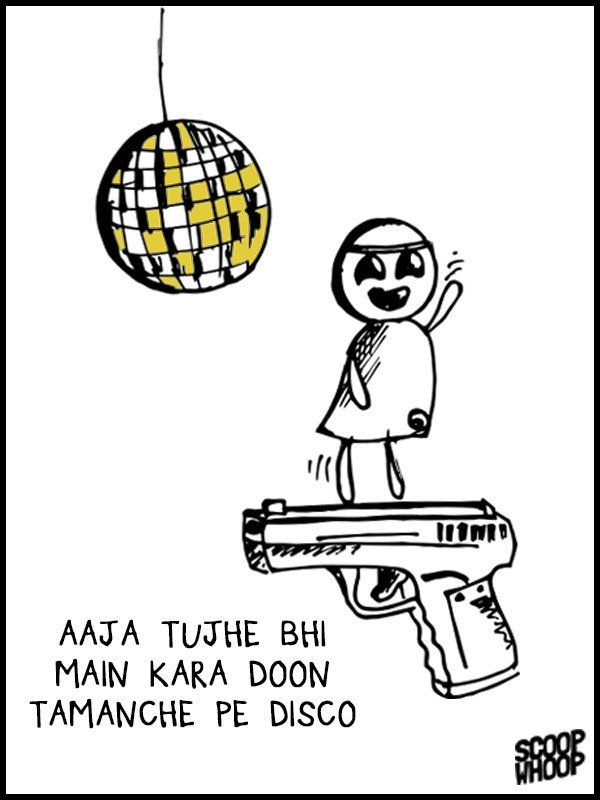 AAJA TUJHE BHI
MAIN KARA DOON
TAMANCHE PE DISCO
SCOOP
WHOOP